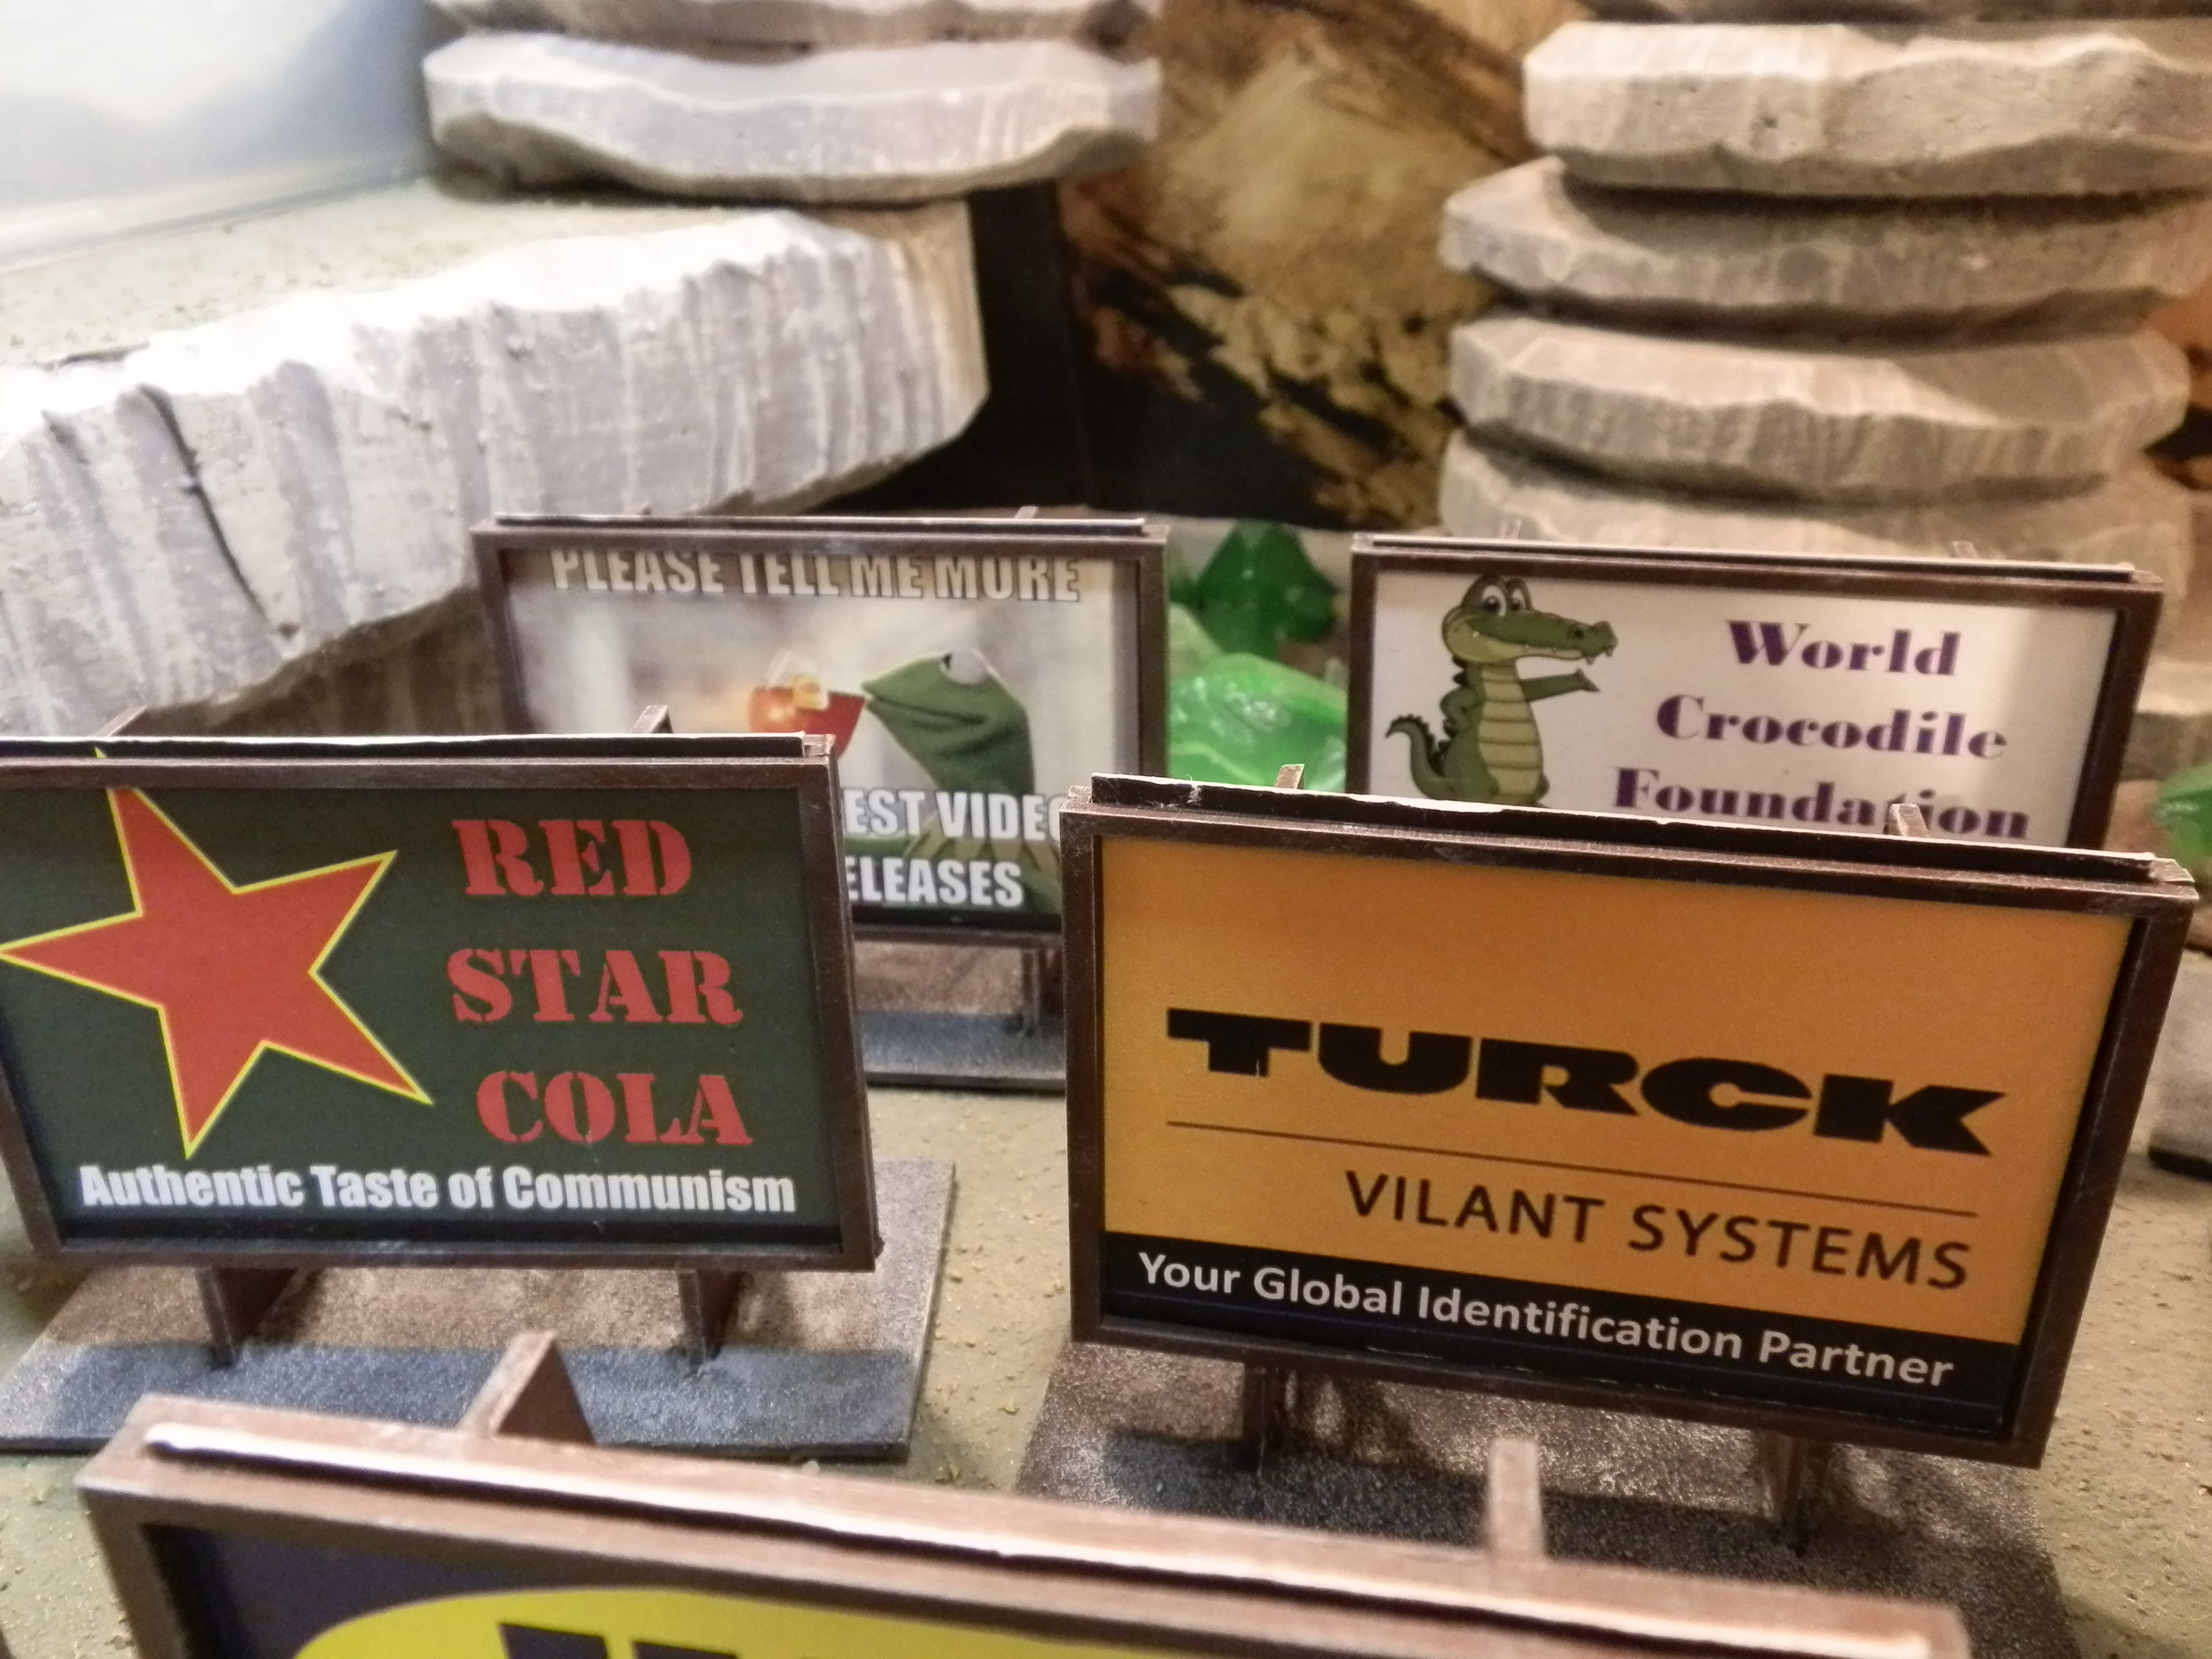 PLEASE TELL ME MORE
EST VIDEO
ELEASES
World
Crocodile
Foundation
RED
STAR
COLA
Authentic Taste of Communism
TURCK
VILANT SYSTEMS
Your Global Identification Partner